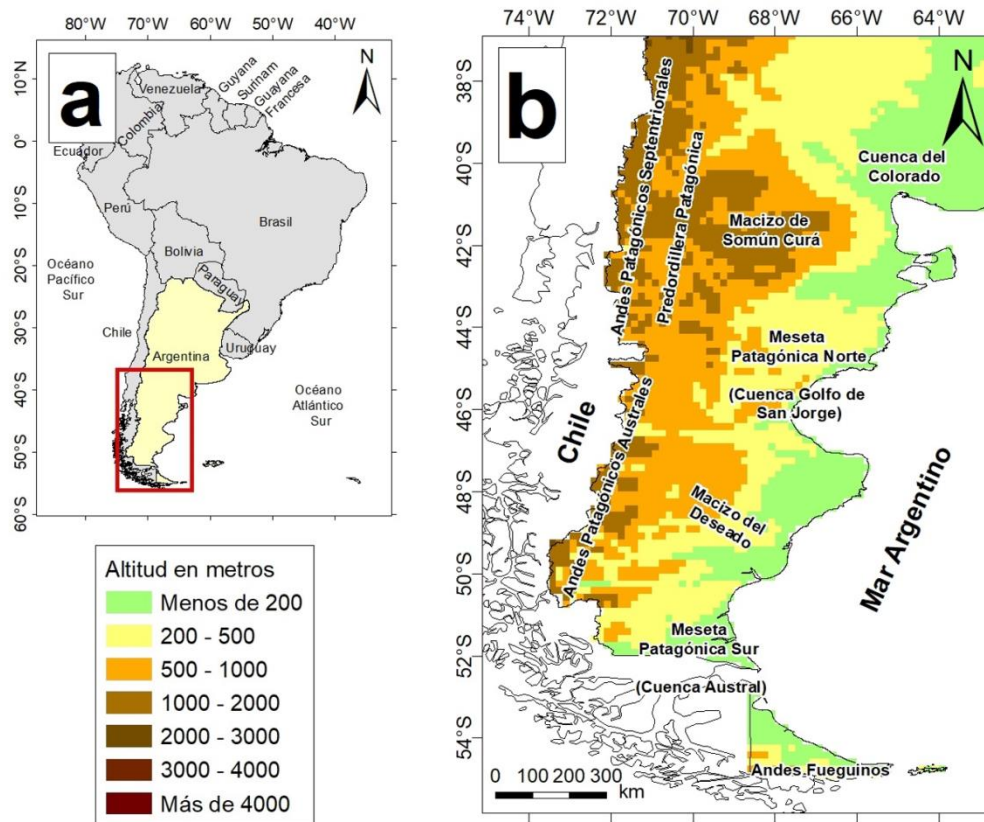 80°W 70°W 60°W 50°W 40°W
10°N
0°
10°S
20°S
30°S
40°S
50°S
60°S
a
N
Venezuela
Guyana
Surinam
Guayana
Francesa
Colombia
Ecuador
Perú
Brasil
Bolivia
Paraguay
Océano
Pacífico
Sur
Chile
Argentina
Uruguay
Océano
Atlántico
Sur
Altitud en metros
Menos de 200
200 - 500
500 - 1000
1000 - 2000
2000 - 3000
3000 - 4000
Más de 4000
74°W 72°W 70°W 68°W 66°W 64°W
38°S
40°S
42°S
44°S
46°S
48°S
50°S
52°S
54°S
b
N
Andes Patagónicos Septentrionales
Predordillera Patagónica
Cuenca del
Colorado
Macizo de
Somún Curá
Meseta
Patagónica Norte
(Cuenca Golfo de
San Jorge)
Chile
Andes Patagónicos Australes
Macizo del
Deseado
Mar Argentino
Meseta
Patagónica Sur
(Cuenca Austral)
Andes Fueguinos
0 100 200 300
km